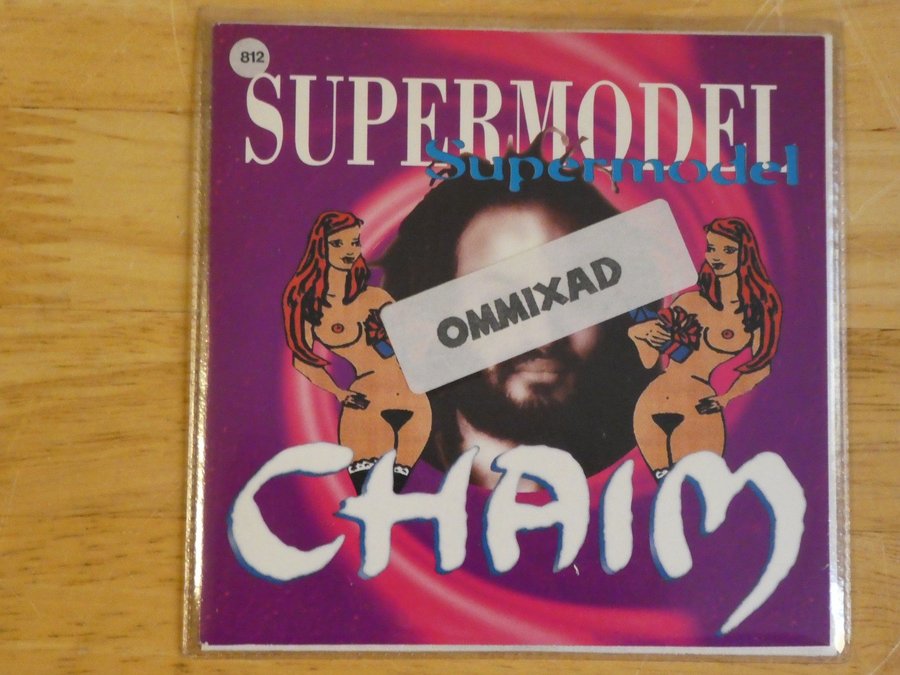 812
SUPERMODEL
Supermodel
OMMIXAD
CHAIM